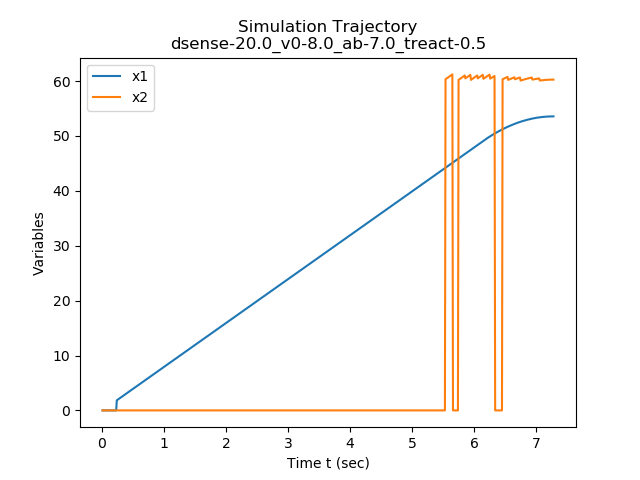 Simulation Trajectory
dsense-20.0_v0-8.0_ab-7.0_treact-0.5
x1
x2
60
50
40
30
20
10
0
Variables
0 1 2 3 4 5 6 7
Time t (sec)